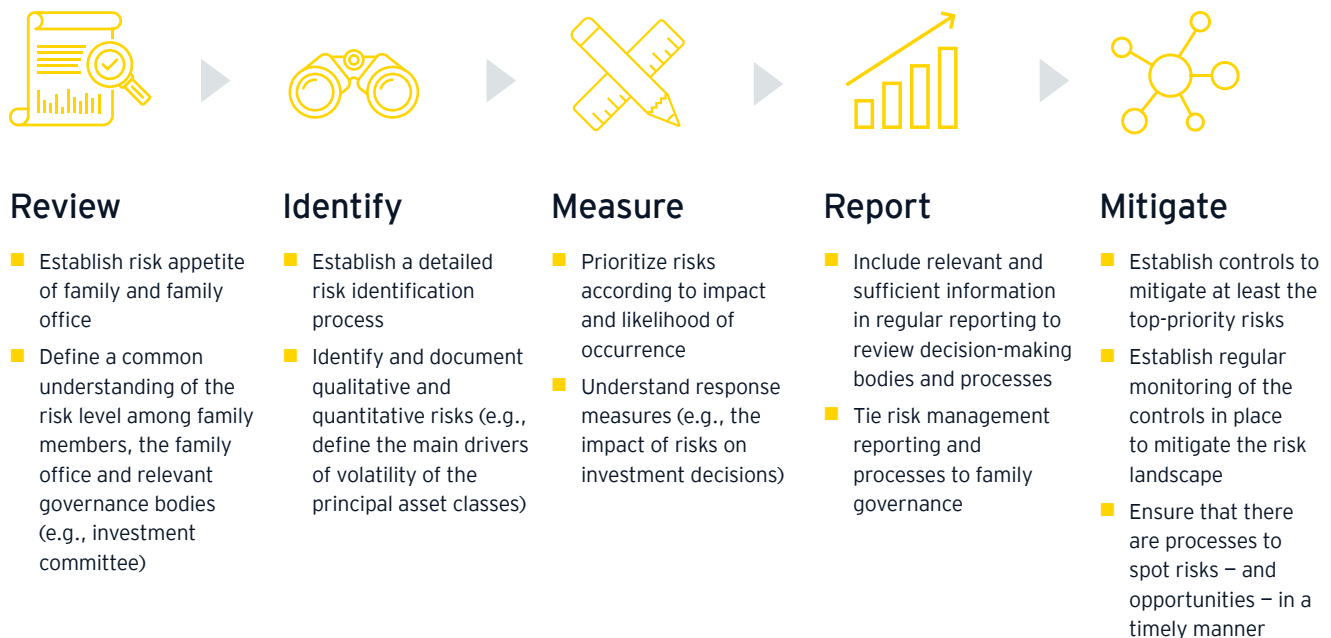 Review
Establish risk appetite
of family and family
office
Define a common
understanding of the
risk level among family
members, the family
office and relevant
governance bodies
(e.g., investment
committee)
Identify
Establish a detailed
risk identification
process
Identify and document
qualitative and
quantitative risks (e.g.,
define the main drivers
of volatility of the
principal asset classes)
Measure
Prioritize risks
according to impact
and likelihood of
occurrence
Understand response
measures (e.g., the
impact of risks on
investment decisions)
Report
Include relevant and
sufficient information
in regular reporting to
review decision-making
bodies and processes
Tie risk management
reporting and
processes to family
governance
Mitigate
Establish controls to
mitigate at least the
top-priority risks
Establish regular
monitoring of the
controls in place
to mitigate the risk
landscape
Ensure that there
are processes to
spot risks – and
opportunities – in a
timely manner